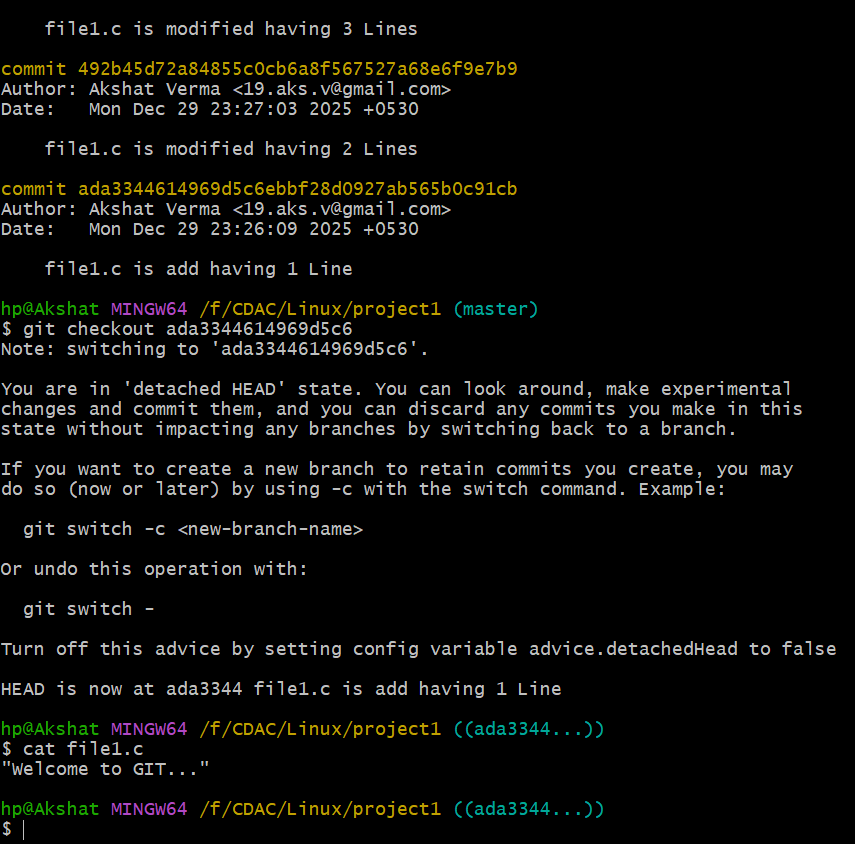 file1.c is modified having 3 Lines
commit 492b45d72a84855c0cb6a8f567527a68e6f9e7b9
Author: Akshat Verma <19.aks.v@gmail.com>
Date:   Mon Dec 29 23:27:03 2025 +0530
file1.c is modified having 2 Lines
commit ada3344614969d5c6ebbf28d0927ab565b0c91cb
Author: Akshat Verma <19.aks.v@gmail.com>
Date:   Mon Dec 29 23:26:09 2025 +0530
file1.c is add having 1 Line
hp@Akshat MINGW64 /f/CDAC/Linux/project1 (master)
$ git checkout ada3344614969d5c6
Note: switching to 'ada3344614969d5c6'.
You are in 'detached HEAD' state. You can look around, make experimental
changes and commit them, and you can discard any commits you make in this
state without impacting any branches by switching back to a branch.
If you want to create a new branch to retain commits you create, you may
do so (now or later) by using -c with the switch command. Example:
git switch -c <new-branch-name>
Or undo this operation with:
git switch -
Turn off this advice by setting config variable advice.detachedHead to false
HEAD is now at ada3344 file1.c is add having 1 Line
hp@Akshat MINGW64 /f/CDAC/Linux/project1 ((ada3344...))
$ cat file1.c
"Welcome to GIT..."
hp@Akshat MINGW64 /f/CDAC/Linux/project1 ((ada3344...))
$